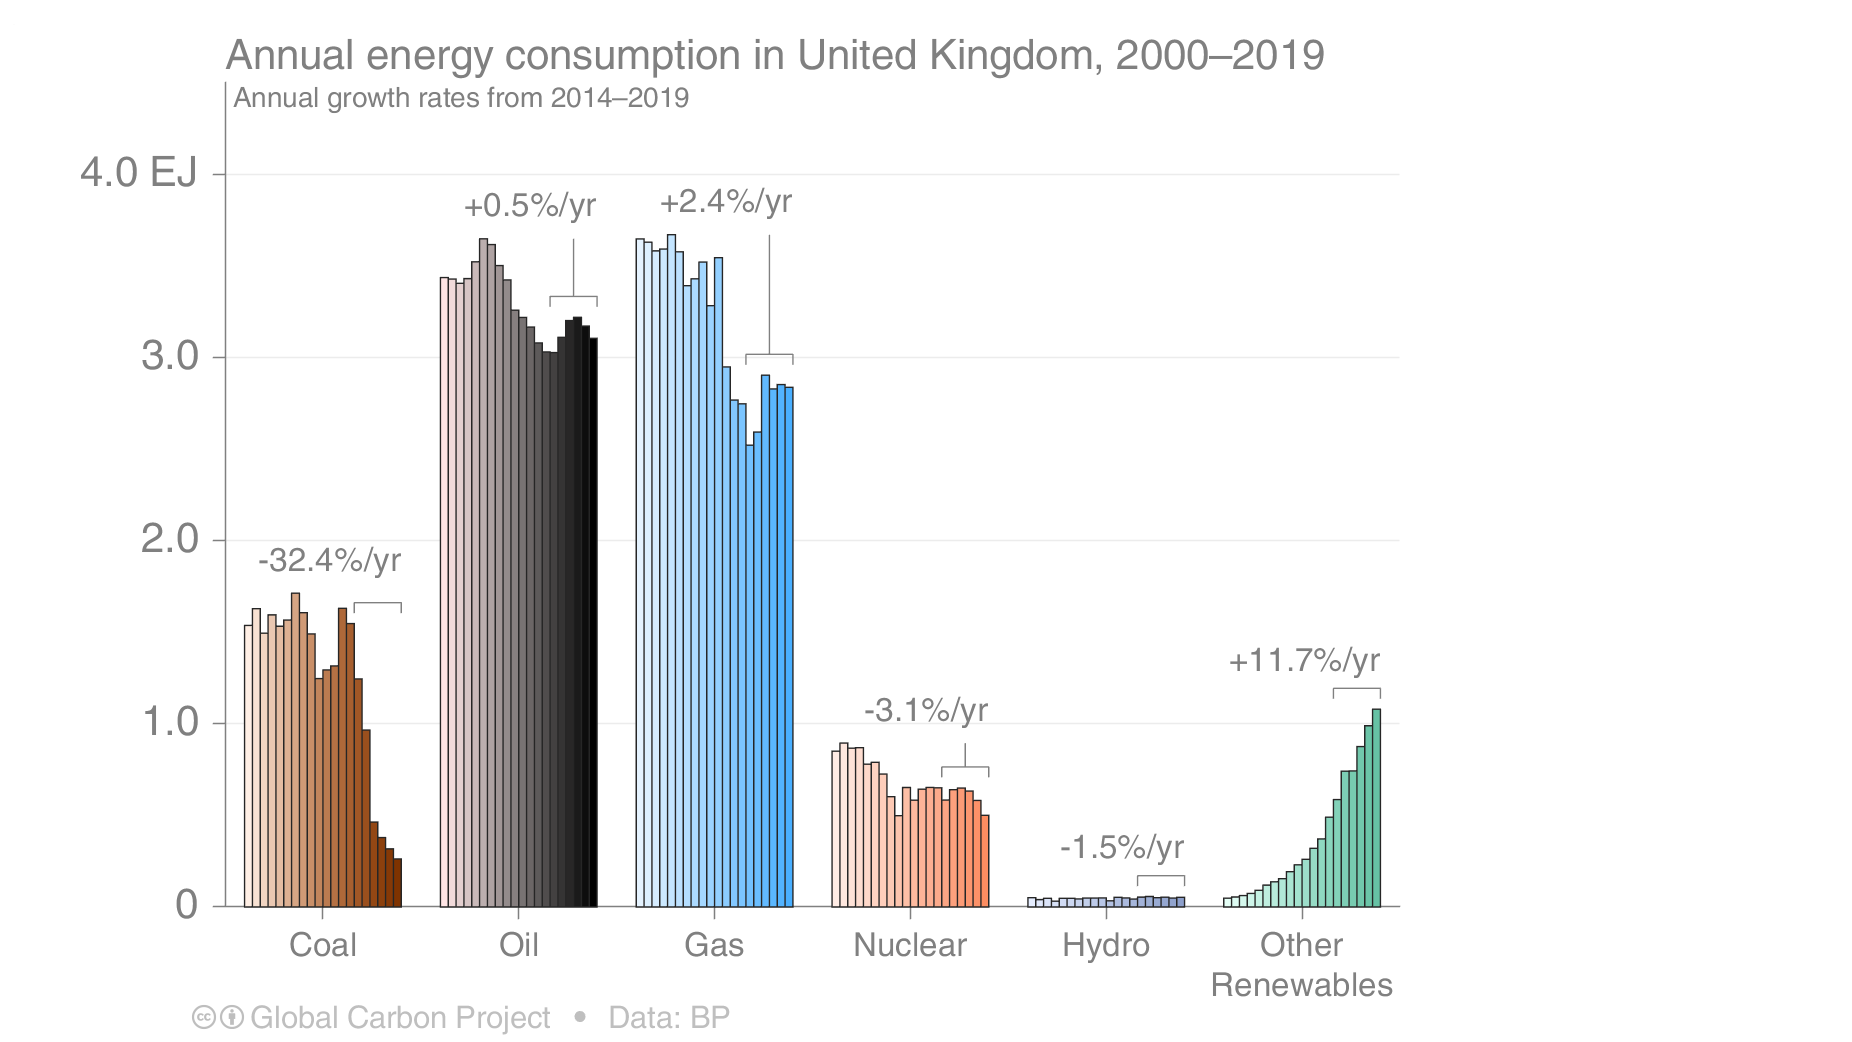 Annual energy consumption in United Kingdom, 2000–2019
Annual growth rates from 2014–2019
4.0 EJ
3.0
2.0
1.0
0
-32.4%/yr
+0.5%/yr
+2.4%/yr
-3.1%/yr
-1.5%/yr
+11.7%/yr
Coal
Oil
Gas
Nuclear
Hydro
Other
Renewables
cc Global Carbon Project • Data: BP